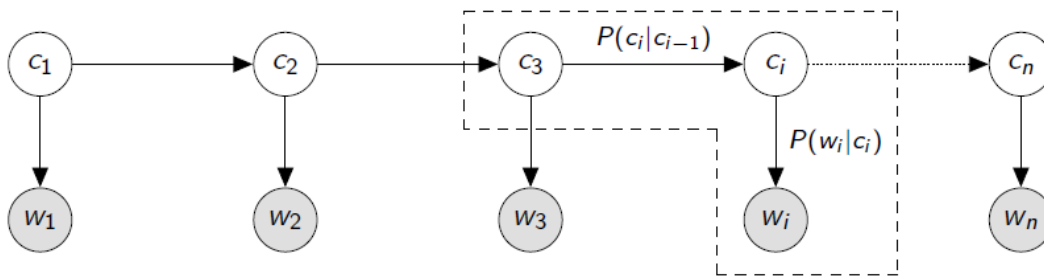 c₁ c₂ c₃ P(cᵢ|cᵢ₋₁) cᵢ cₙ
P(wᵢ|cᵢ)
w₁ w₂ w₃ wᵢ wₙ